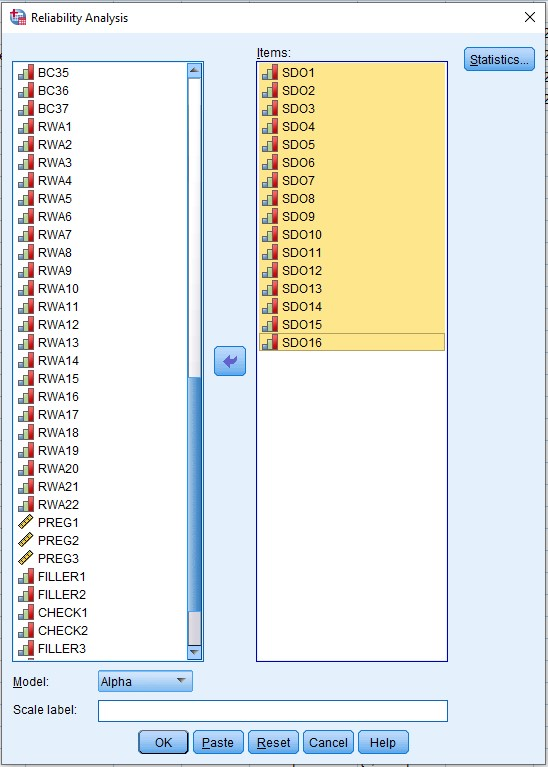 Reliability Analysis
Items:
Statistics...
BC35
BC36
BC37
RWA1
RWA2
RWA3
RWA4
RWA5
RWA6
RWA7
RWA8
RWA9
RWA10
RWA11
RWA12
RWA13
RWA14
RWA15
RWA16
RWA17
RWA18
RWA19
RWA20
RWA21
RWA22
PREG1
PREG2
PREG3
FILLER1
FILLER2
CHECK1
CHECK2
FILLER3
SDO1
SDO2
SDO3
SDO4
SDO5
SDO6
SDO7
SDO8
SDO9
SDO10
SDO11
SDO12
SDO13
SDO14
SDO15
SDO16
Model: Alpha
Scale label:
OK Paste Reset Cancel Help